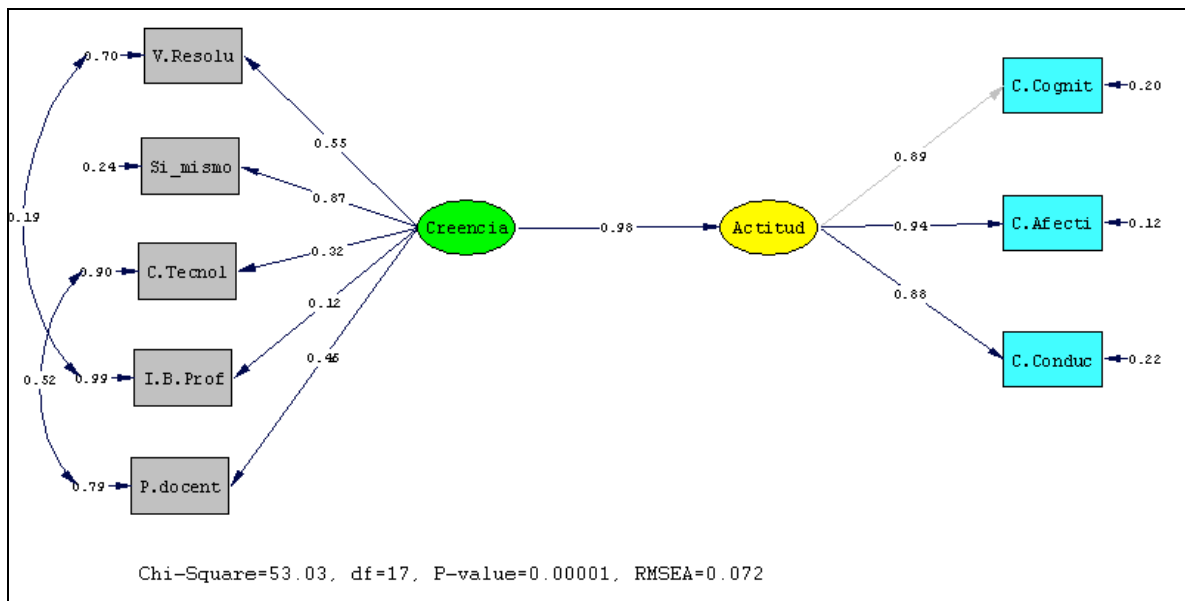 0.70
V.Resolu
0.55
0.24
Si_mismo
0.87
0.19
0.90
C.Tecnol
0.32
0.12
0.52
0.99
I.B.Prof
0.46
0.79
P.docent
Creencia
0.98
Actitud
0.89
C.Cognit
0.20
0.94
C.Afecti
0.12
0.88
C.Conduc
0.22
Chi-Square=53.03, df=17, P-value=0.00001, RMSEA=0.072